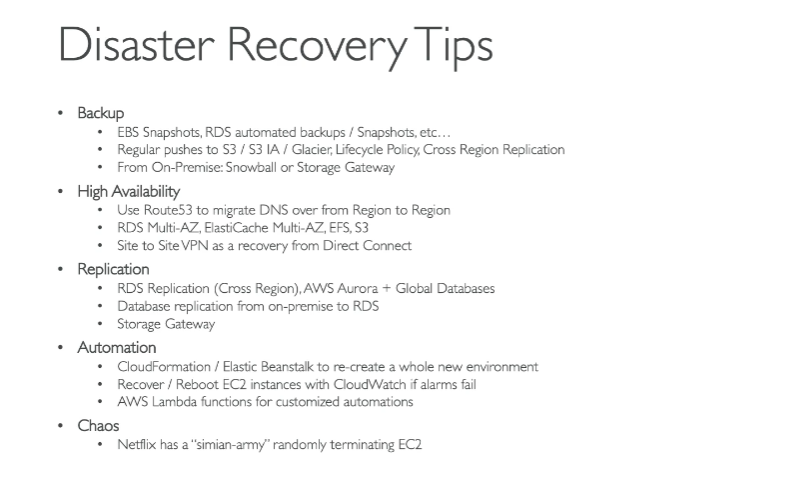 Disaster Recovery Tips
• Backup
• EBS Snapshots, RDS automated backups / Snapshots, etc…
• Regular pushes to S3 / S3 IA / Glacier, Lifecycle Policy, Cross Region Replication
• From On-Premise: Snowball or Storage Gateway
• High Availability
• Use Route53 to migrate DNS over from Region to Region
• RDS Multi-AZ, ElastiCache Multi-AZ, EFS, S3
• Site to Site VPN as a recovery from Direct Connect
• Replication
• RDS Replication (Cross Region), AWS Aurora + Global Databases
• Database replication from on-premise to RDS
• Storage Gateway
• Automation
• CloudFormation / Elastic Beanstalk to re-create a whole new environment
• Recover / Reboot EC2 instances with CloudWatch if alarms fail
• AWS Lambda functions for customized automations
• Chaos
• Netflix has a “simian-army” randomly terminating EC2